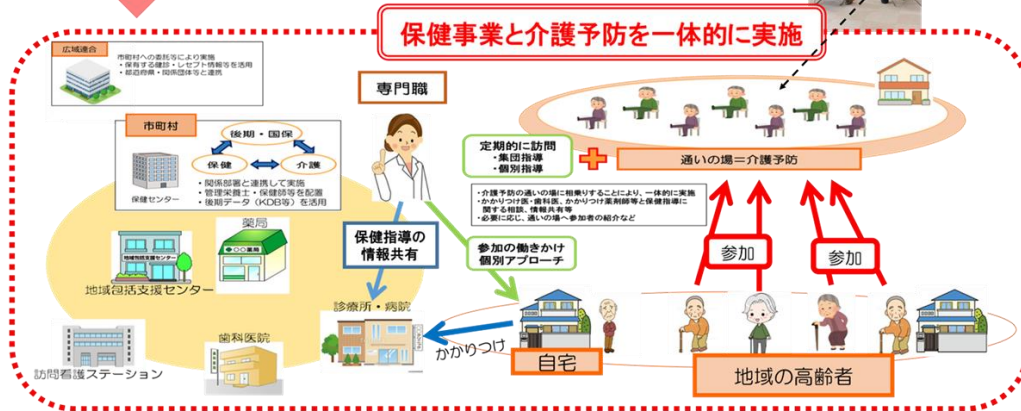 保健事業と介護予防を一体的に実施
広域連合
市町村への委託等により実施
・保有する健診・レセプト情報等を活用
・都道府県・関係団体等と連携
専門職
市町村
後期・国保
保健
介護
保健センター
・関係部署と連携して実施
・管理栄養士・保健師等を配置
・後期データ（KDB等）を活用
定期的に訪問
・集団指導
・個別指導
通いの場＝介護予防
・介護予防の通いの場に相乗りすることにより、一体的に実施
・かかりつけ医・歯科医、かかりつけ薬剤師等と保健指導に
関する相談、情報共有等
・必要に応じ、通いの場へ参加者の紹介など
薬局
〇〇薬局
地域包括支援センター
地域包括支援センター
保健指導の
情報共有
参加の働きかけ
個別アプローチ
参加
参加
診療所・病院
歯科医院
訪問看護ステーション
かかりつけ
自宅
地域の高齢者